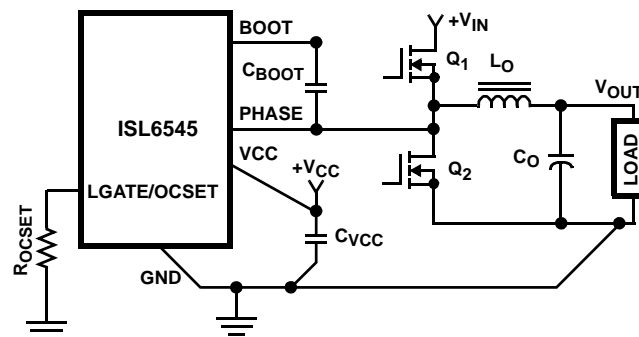 BOOT
+VIN
CBOOT
Q1
LO
VOUT
ISL6545
PHASE
VCC
+VCC
Q2
CO
LOAD
LGATE/OCSET
ROCSET
CVCC
GND